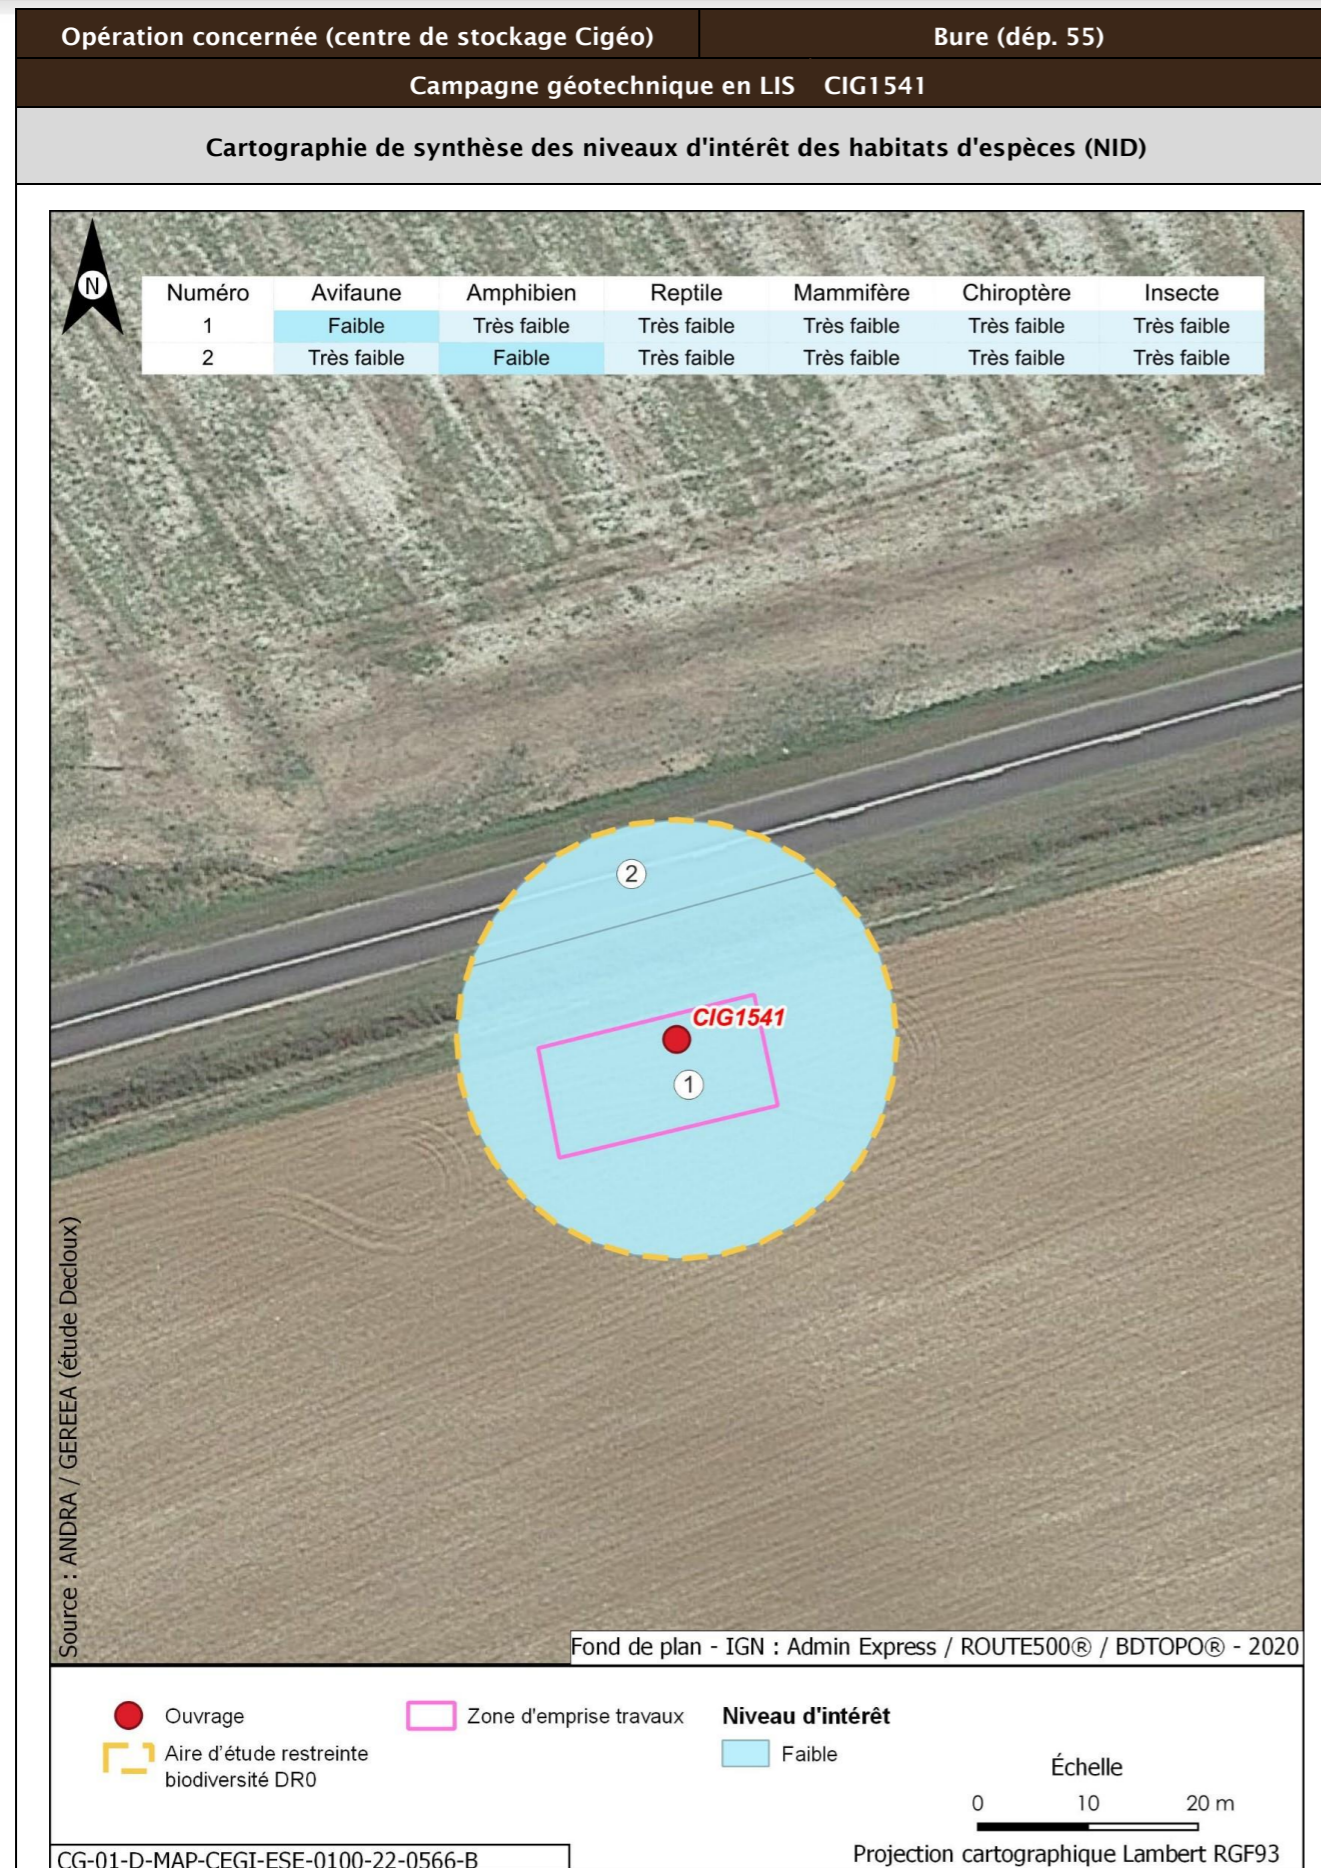 Opération concernée (centre de stockage Cigéo) Bure (dép. 55)
Campagne géotechnique en LIS CIG1541
Cartographie de synthèse des niveaux d'intérêt des habitats d'espèces (NID)
N
Numéro Avifaune Amphibien Reptile Mammifère Chiroptère Insecte
1 Faible Très faible Très faible Très faible Très faible Très faible
2 Très faible Faible Très faible Très faible Très faible Très faible
2
CIG1541
1
Source : ANDRA / GEREEA (étude Decloux)
Fond de plan - IGN : Admin Express / ROUTE500® / BDTOPO® - 2020
Ouvrage
Aire d'étude restreinte
biodiversité DR0
Zone d'emprise travaux
Niveau d'intérêt
Faible
Échelle
0 10 20 m
Projection cartographique Lambert RGF93
CG-01-D-MAP-CEGI-ESE-0100-22-0566-B